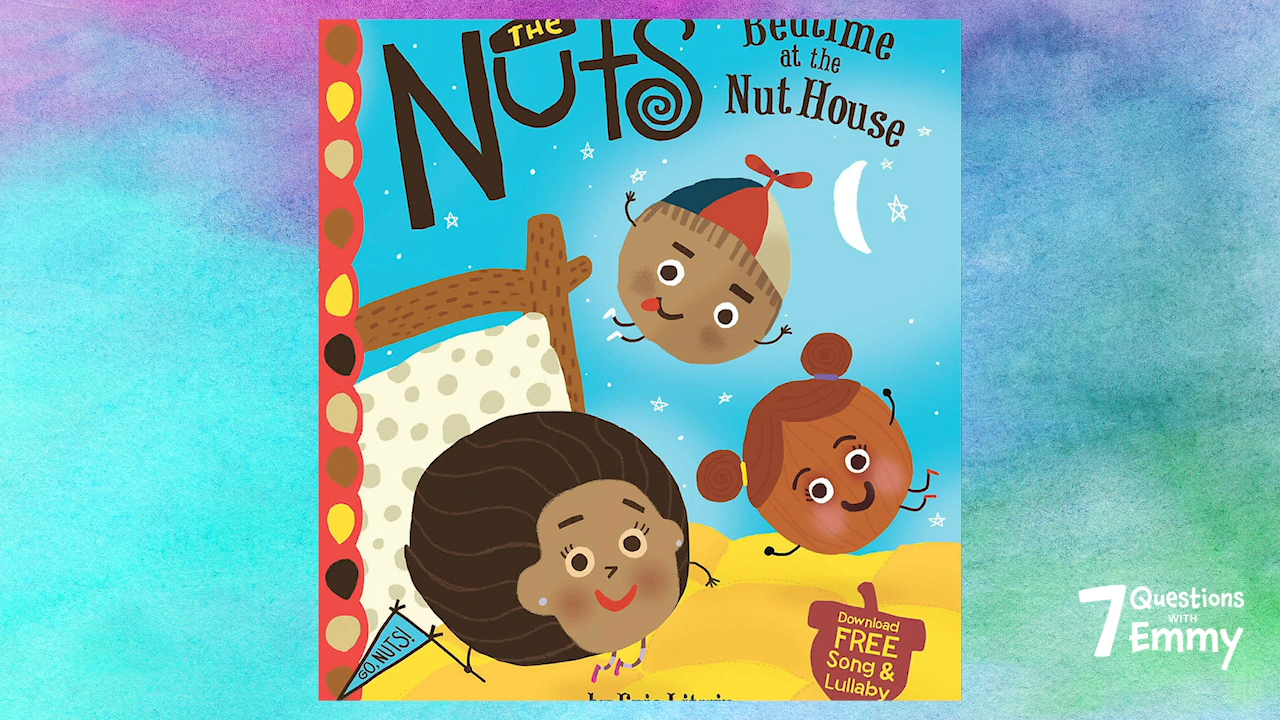 THE
NUTS
Bedtime
at the
Nut House
GO, NUTS!
Download
FREE
Song &
Lullaby
7 Questions
WITH
Emmy